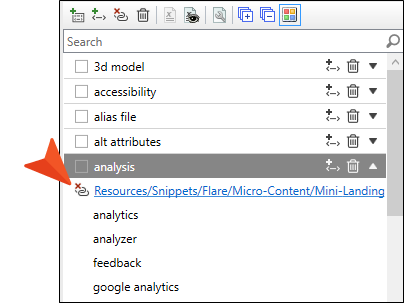 Search
3d model
accessibility
alias file
alt attributes
analysis
Resources/Snippets/Flare/Micro-Content/Mini-Landing
analytics
analyzer
feedback
google analytics